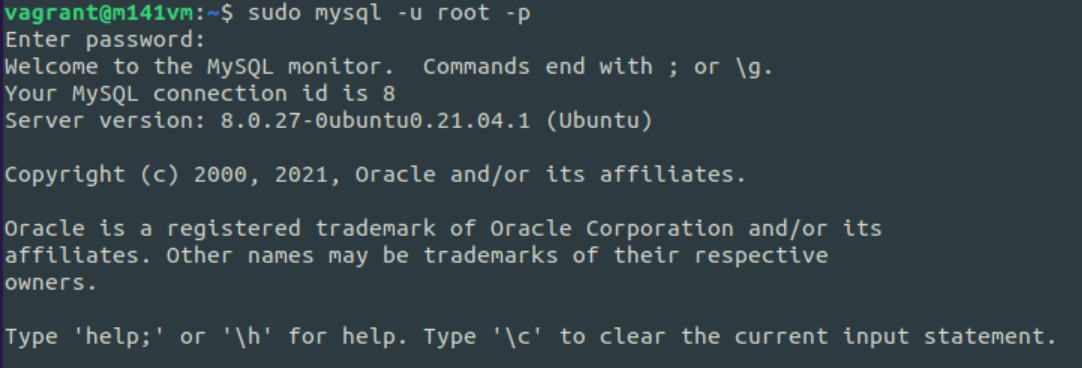 vagrant@m141vm:~$ sudo mysql -u root -p
Enter password:
Welcome to the MySQL monitor.  Commands end with ; or \g.
Your MySQL connection id is 8
Server version: 8.0.27-0ubuntu0.21.04.1 (Ubuntu)
Copyright (c) 2000, 2021, Oracle and/or its affiliates.
Oracle is a registered trademark of Oracle Corporation and/or its
affiliates. Other names may be trademarks of their respective
owners.
Type 'help;' or '\h' for help. Type '\c' to clear the current input statement.